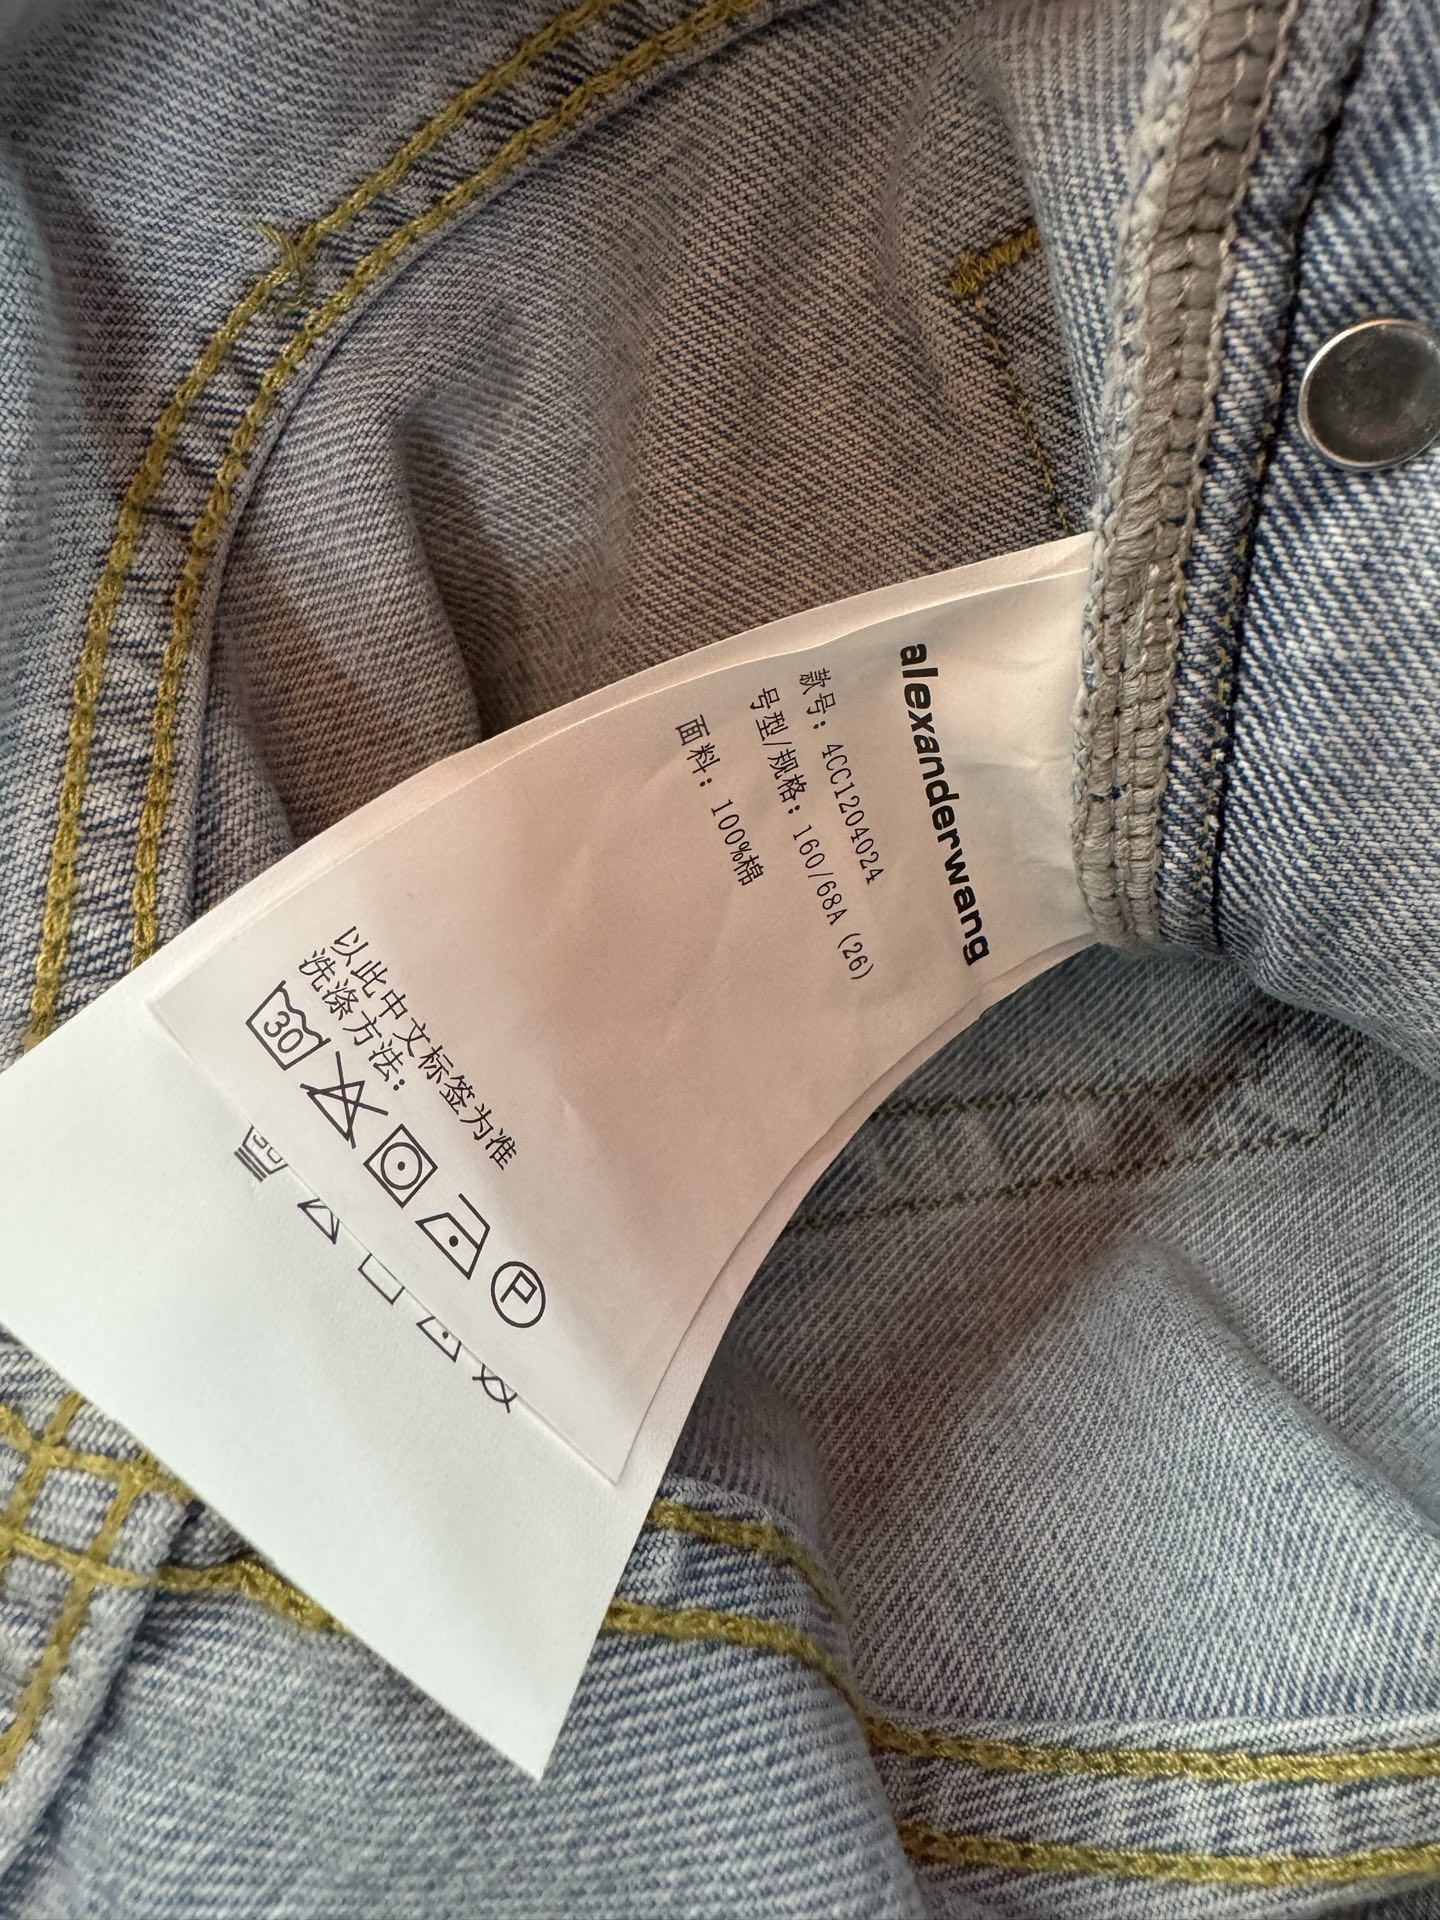 alexanderwang
款号: 4CC1204024
号型/规格: 160/68A (26)
面料: 100%棉
以此中文标签为准
洗涤方法:
30
P